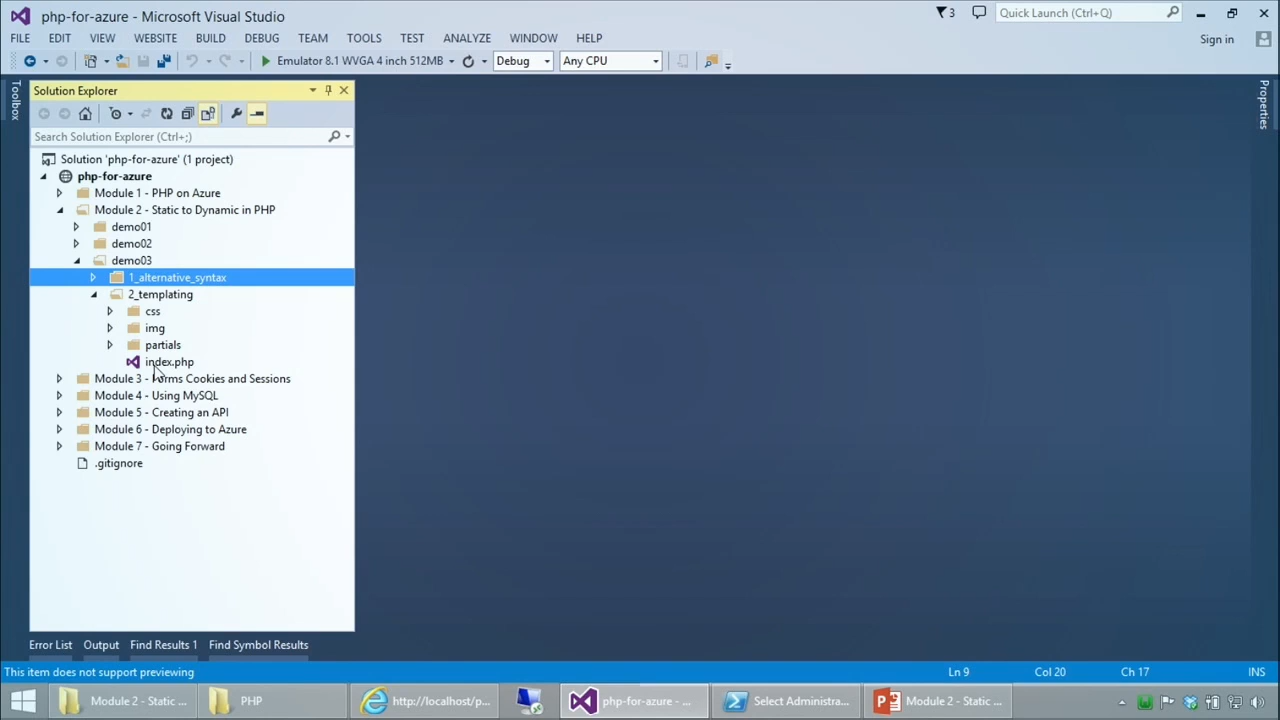 php-for-azure - Microsoft Visual Studio
3
Quick Launch (Ctrl+Q)
FILE EDIT VIEW WEBSITE BUILD DEBUG TEAM TOOLS TEST ANALYZE WINDOW HELP
Sign in
Emulator 8.1 WVGA 4 inch 512MB
Debug
Any CPU
Toolbox
Solution Explorer
Properties
Search Solution Explorer (Ctrl+;)
Solution 'php-for-azure' (1 project)
php-for-azure
Module 1 - PHP on Azure
Module 2 - Static to Dynamic in PHP
demo01
demo02
demo03
1_alternative_syntax
2_templating
css
img
partials
index.php
Module 3 - Forms Cookies and Sessions
Module 4 - Using MySQL
Module 5 - Creating an API
Module 6 - Deploying to Azure
Module 7 - Going Forward
.gitignore
Error List Output Find Results 1 Find Symbol Results
This item does not support previewing
Ln 9 Col 20 Ch 17 INS
Module 2 - Static ... PHP http://localhost/p... php-for-azure - ... Select Administra... Module 2 - Static ...